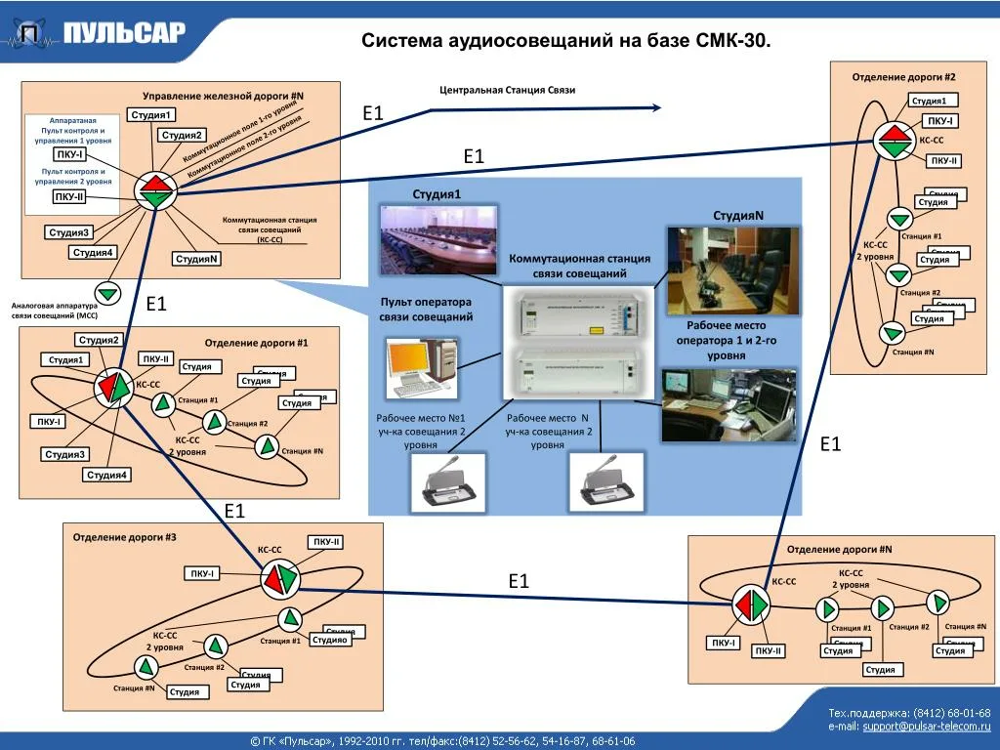 ПУЛЬСАР
Система аудиосовещаний на базе СМК-30.
Управление железной дороги #N
Студия1
Студия2
Коммутационное поле 1-го уровня
Коммутационное поле 2-го уровня
Аппаратаная
Пульт контроля и
управления 1 уровня
ПКУ-I
Пульт контроля и
управления 2 уровня
ПКУ-II
Студия3
Студия4
СтудияN
Коммутационная станция
связи совещаний
(КС-СС)
Аналоговая аппаратура
связи совещаний (МСС)
E1
Центральная Станция Связи
E1
E1
Отделение дороги #2
Студия1
ПКУ-I
КС-СС
ПКУ-II
Студия
Студия
Станция #1
КС-СС
2 уровня
Студия
Студия
Станция #2
Студия
Студия
Станция #N
Студия1
СтудияN
Коммутационная станция
связи совещаний
Пульт оператора
связи совещаний
Рабочее место
оператора 1 и 2-го
уровня
Рабочее место №1
уч-ка совещания 2
уровня
Рабочее место N
уч-ка совещания 2
уровня
Отделение дороги #1
Студия2
Студия1
ПКУ-II
КС-СС
Студия
Студия
Студия
Студия
Студия
Станция #1
Станция #2
Станция #N
ПКУ-I
КС-СС
2 уровня
Студия3
Студия4
E1
E1
E1
Отделение дороги #3
КС-СС
ПКУ-II
ПКУ-I
КС-СС
2 уровня
Станция #1
Студия
Студияо
Станция #2
Студия
Студия
Станция #N
Студия
Отделение дороги #N
КС-СС
КС-СС
2 уровня
ПКУ-I
ПКУ-II
Станция #1
Станция #2
Станция #N
Студия
Студия
Студия
Студия
Студия
Тех.поддержка: (8412) 68-01-68
e-mail: support@pulsar-telecom.ru
© ГК «Пульсар», 1992-2010 гг. тел/факс:(8412) 52-56-62, 54-16-87, 68-61-06